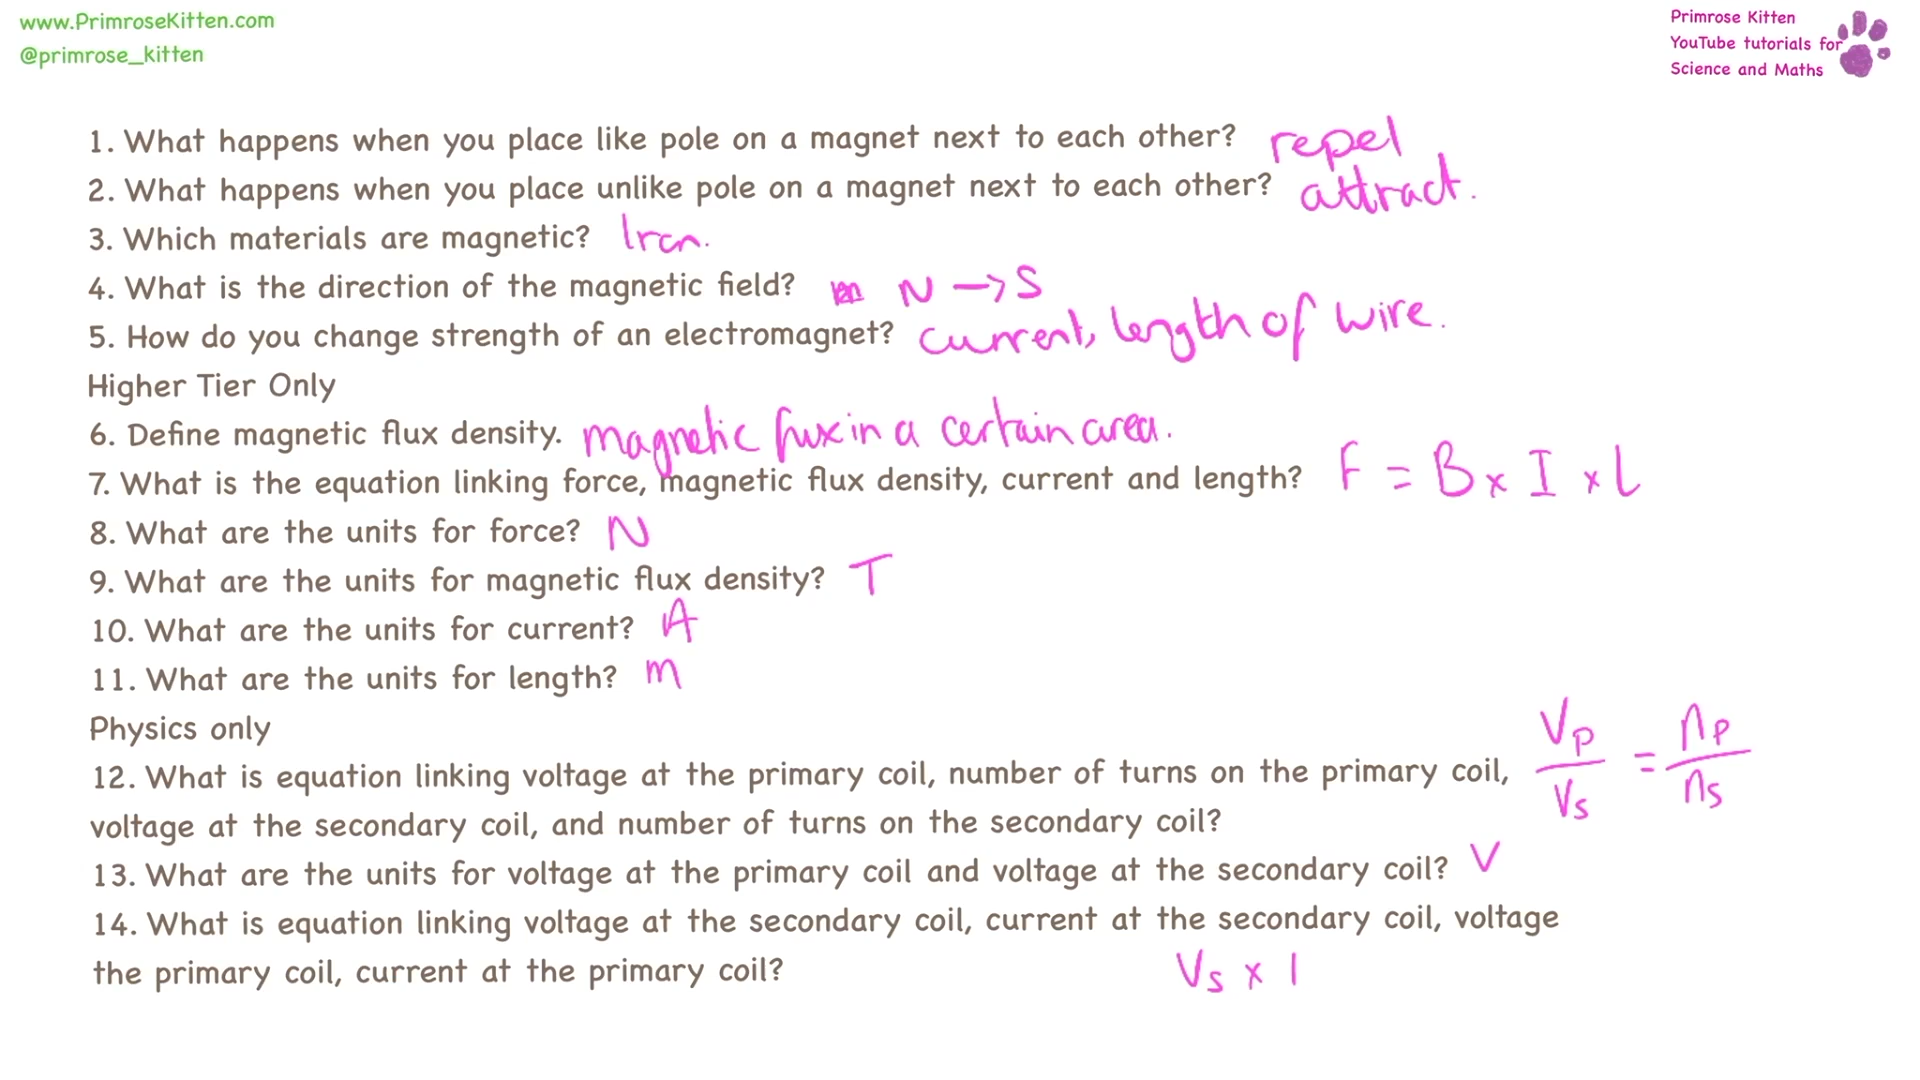 www.PrimroseKitten.com
@primrose_kitten
Primrose Kitten
YouTube tutorials for
Science and Maths
1. What happens when you place like pole on a magnet next to each other? repel
2. What happens when you place unlike pole on a magnet next to each other? attract.
3. Which materials are magnetic? Iron.
4. What is the direction of the magnetic field? N → S
5. How do you change strength of an electromagnet? current, length of wire.
Higher Tier Only
6. Define magnetic flux density. magnetic fux in a certain area.
7. What is the equation linking force, magnetic flux density, current and length? F = B x I x L
8. What are the units for force? N
9. What are the units for magnetic flux density? T
10. What are the units for current? A
11. What are the units for length? m
Physics only
12. What is equation linking voltage at the primary coil, number of turns on the primary coil, Vp/Vs = np/ns
voltage at the secondary coil, and number of turns on the secondary coil?
13. What are the units for voltage at the primary coil and voltage at the secondary coil? V
14. What is equation linking voltage at the secondary coil, current at the secondary coil, voltage
the primary coil, current at the primary coil? Vs x I